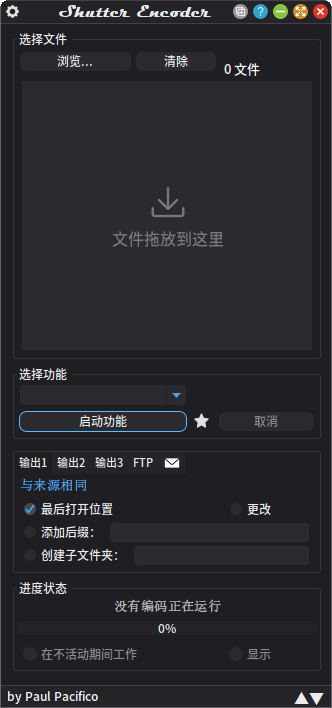 Shutter Encoder
选择文件
浏览... 清除 0 文件
文件拖放到这里
选择功能
启动功能 取消
输出1 输出2 输出3 FTP
与来源相同
最后打开位置 更改
添加后缀：
创建子文件夹：
进度状态
没有编码正在运行
0%
在不活动期间工作 显示
by Paul Pacifico